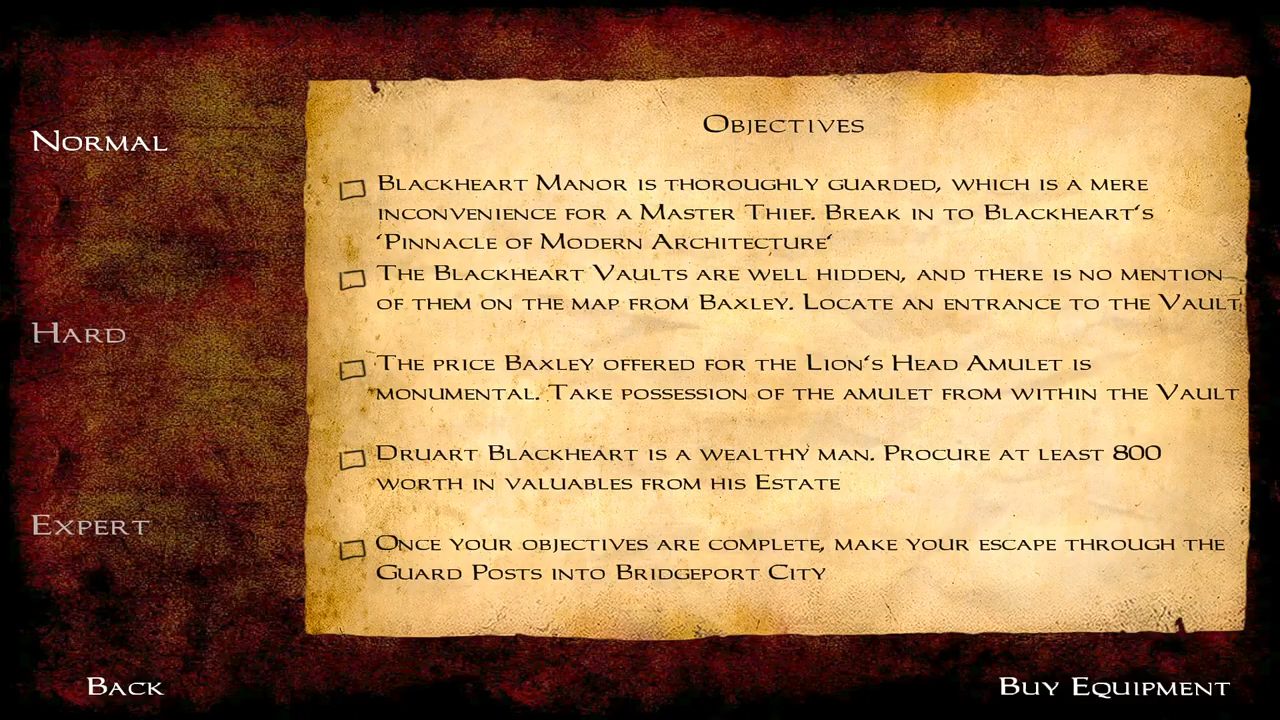 Normal
Hard
Expert
Objectives
Blackheart Manor is thoroughly guarded, which is a mere
inconvenience for a Master Thief. Break in to Blackheart's
'Pinnacle of Modern Architecture'
The Blackheart Vaults are well hidden, and there is no mention
of them on the map from Baxley. Locate an entrance to the Vault
The price Baxley offered for the Lion's Head Amulet is
monumental. Take possession of the amulet from within the Vault
Druart Blackheart is a wealthy man. Procure at least 800
worth in valuables from his Estate
Once your objectives are complete, make your escape through the
Guard Posts into Bridgeport City
Back
Buy Equipment